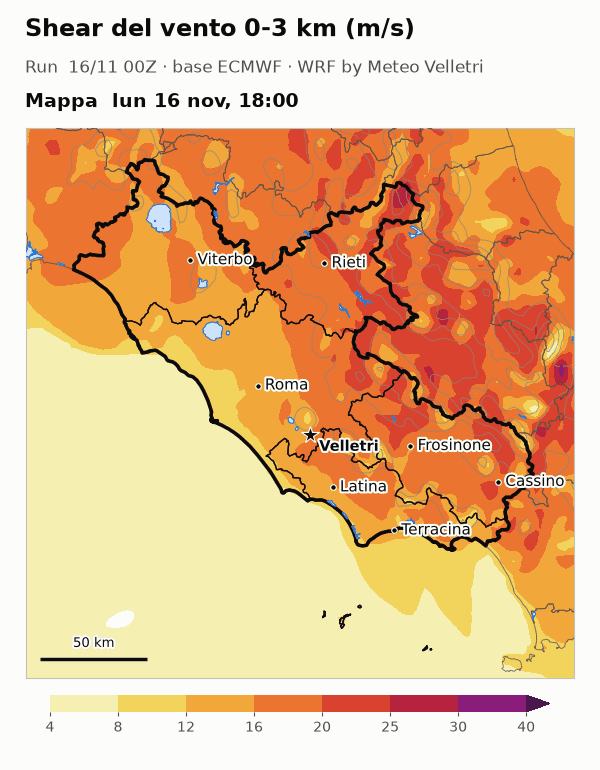 Shear del vento 0-3 km (m/s)
Run  16/11 00Z · base ECMWF · WRF by Meteo Velletri
Mappa  lun 16 nov, 18:00
Viterbo
Rieti
Roma
Velletri
Frosinone
Cassino
Latina
Terracina
50 km
4 8 12 16 20 25 30 40